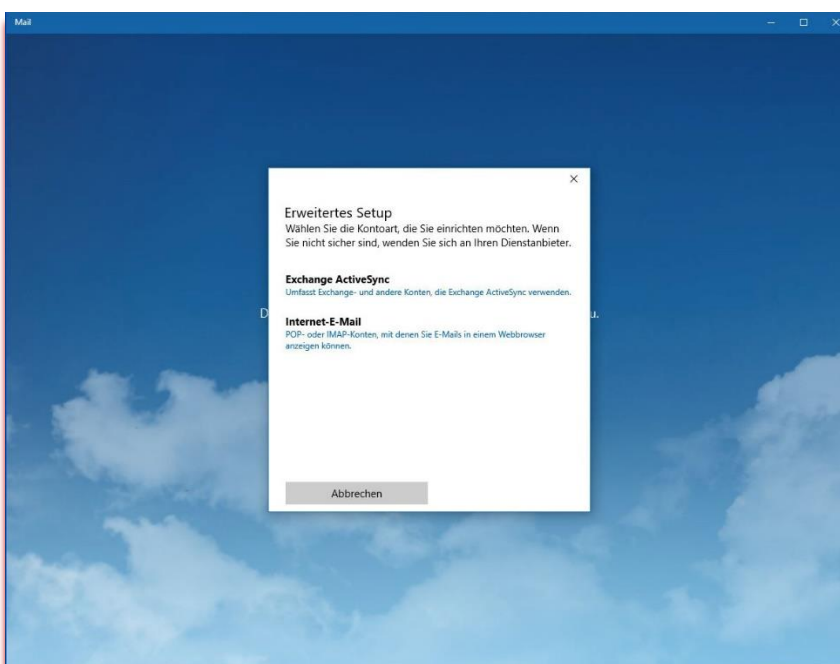 Mail
Erweitertes Setup
Wählen Sie die Kontoart, die Sie einrichten möchten. Wenn
Sie nicht sicher sind, wenden Sie sich an Ihren Dienstanbieter.
Exchange ActiveSync
Umfasst Exchange- und andere Konten, die Exchange ActiveSync verwenden.
Internet-E-Mail
POP- oder IMAP-Konten, mit denen Sie E-Mails in einem Webbrowser
anzeigen können.
Abbrechen